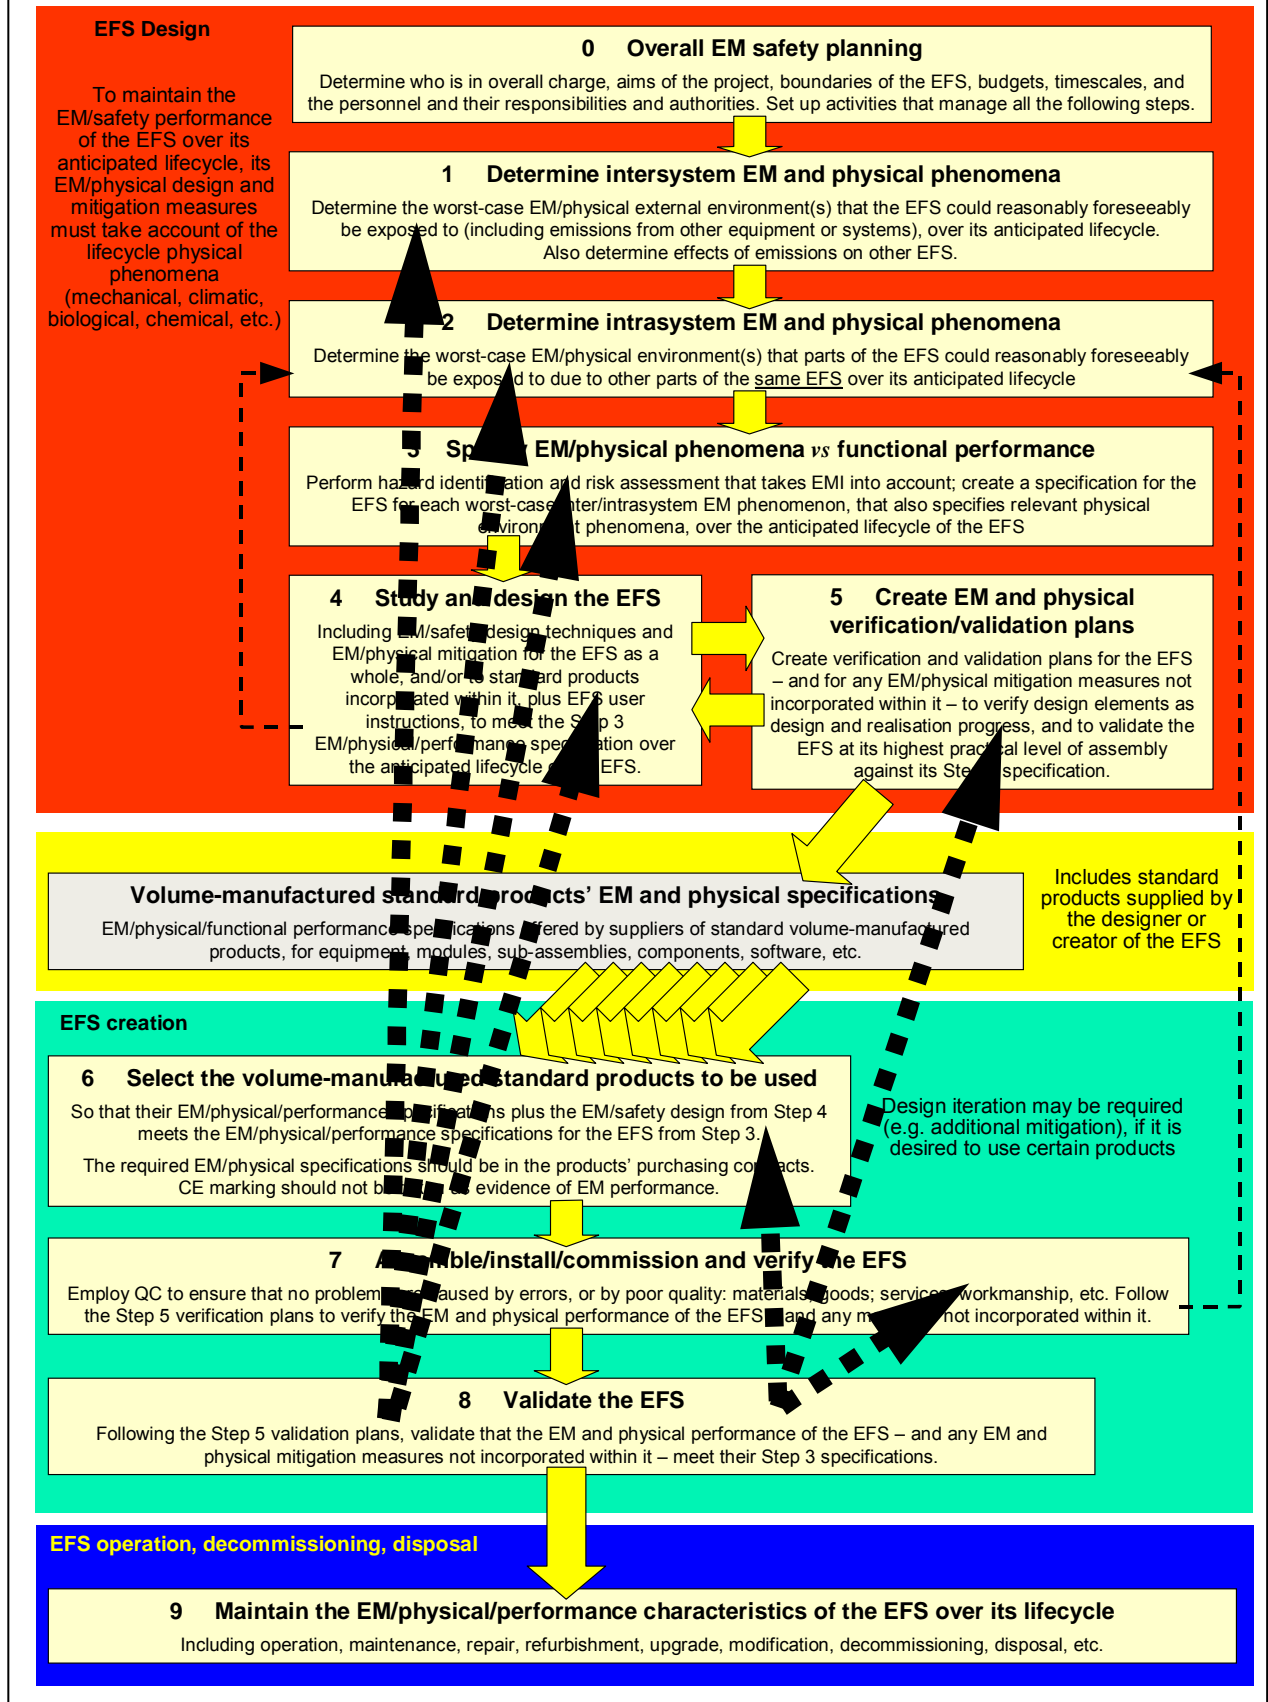 EFS Design
To maintain the
EM/safety performance
of the EFS over its
anticipated lifecycle, its
EM/physical design and
mitigation measures
must take account of the
lifecycle physical
phenomena
(mechanical, climatic,
biological, chemical, etc.)
0 Overall EM safety planning
Determine who is in overall charge, aims of the project, boundaries of the EFS, budgets, timescales, and
the personnel and their responsibilities and authorities. Set up activities that manage all the following steps.
1 Determine intersystem EM and physical phenomena
Determine the worst-case EM/physical external environment(s) that the EFS could reasonably foreseeably
be exposed to (including emissions from other equipment or systems), over its anticipated lifecycle.
Also determine effects of emissions on other EFS.
2 Determine intrasystem EM and physical phenomena
Determine the worst-case EM/physical environment(s) that parts of the EFS could reasonably foreseeably
be exposed to due to other parts of the same EFS over its anticipated lifecycle
3 Specify EM/physical phenomena vs functional performance
Perform hazard identification and risk assessment that takes EMI into account; create a specification for the
EFS for each worst-case inter/intrasystem EM phenomenon, that also specifies relevant physical
environment phenomena, over the anticipated lifecycle of the EFS
4 Study and design the EFS
Including EM/safety design techniques and
EM/physical mitigation for the EFS as a
whole, and/or to standard products
incorporated within it, plus EFS user
instructions, to meet the Step 3
EM/physical/performance specification over
the anticipated lifecycle of the EFS.
5 Create EM and physical
verification/validation plans
Create verification and validation plans for the EFS
– and for any EM/physical mitigation measures not
incorporated within it – to verify design elements as
design and realisation progress, and to validate the
EFS at its highest practical level of assembly
against its Step specification.
Volume-manufactured standard products’ EM and physical specifications
EM/physical/functional performance specifications offered by suppliers of standard volume-manufactured
products, for equipment, modules, sub-assemblies, components, software, etc.
Includes standard
products supplied by
the designer or
creator of the EFS
EFS creation
6 Select the volume-manufactured standard products to be used
So that their EM/physical/performance specifications plus the EM/safety design from Step 4
meets the EM/physical/performance specifications for the EFS from Step 3.
The required EM/physical specifications should be in the products’ purchasing contracts.
CE marking should not be taken as evidence of EM performance.
Design iteration may be required
(e.g. additional mitigation), if it is
desired to use certain products
7 Assemble/install/commission and verify the EFS
Employ QC to ensure that no problems are caused by errors, or by poor quality: materials; goods; services; workmanship, etc. Follow
the Step 5 verification plans to verify the EM and physical performance of the EFS and any not incorporated within it.
8 Validate the EFS
Following the Step 5 validation plans, validate that the EM and physical performance of the EFS – and any EM and
physical mitigation measures not incorporated within it – meet their Step 3 specifications.
EFS operation, decommissioning, disposal
9 Maintain the EM/physical/performance characteristics of the EFS over its lifecycle
Including operation, maintenance, repair, refurbishment, upgrade, modification, decommissioning, disposal, etc.